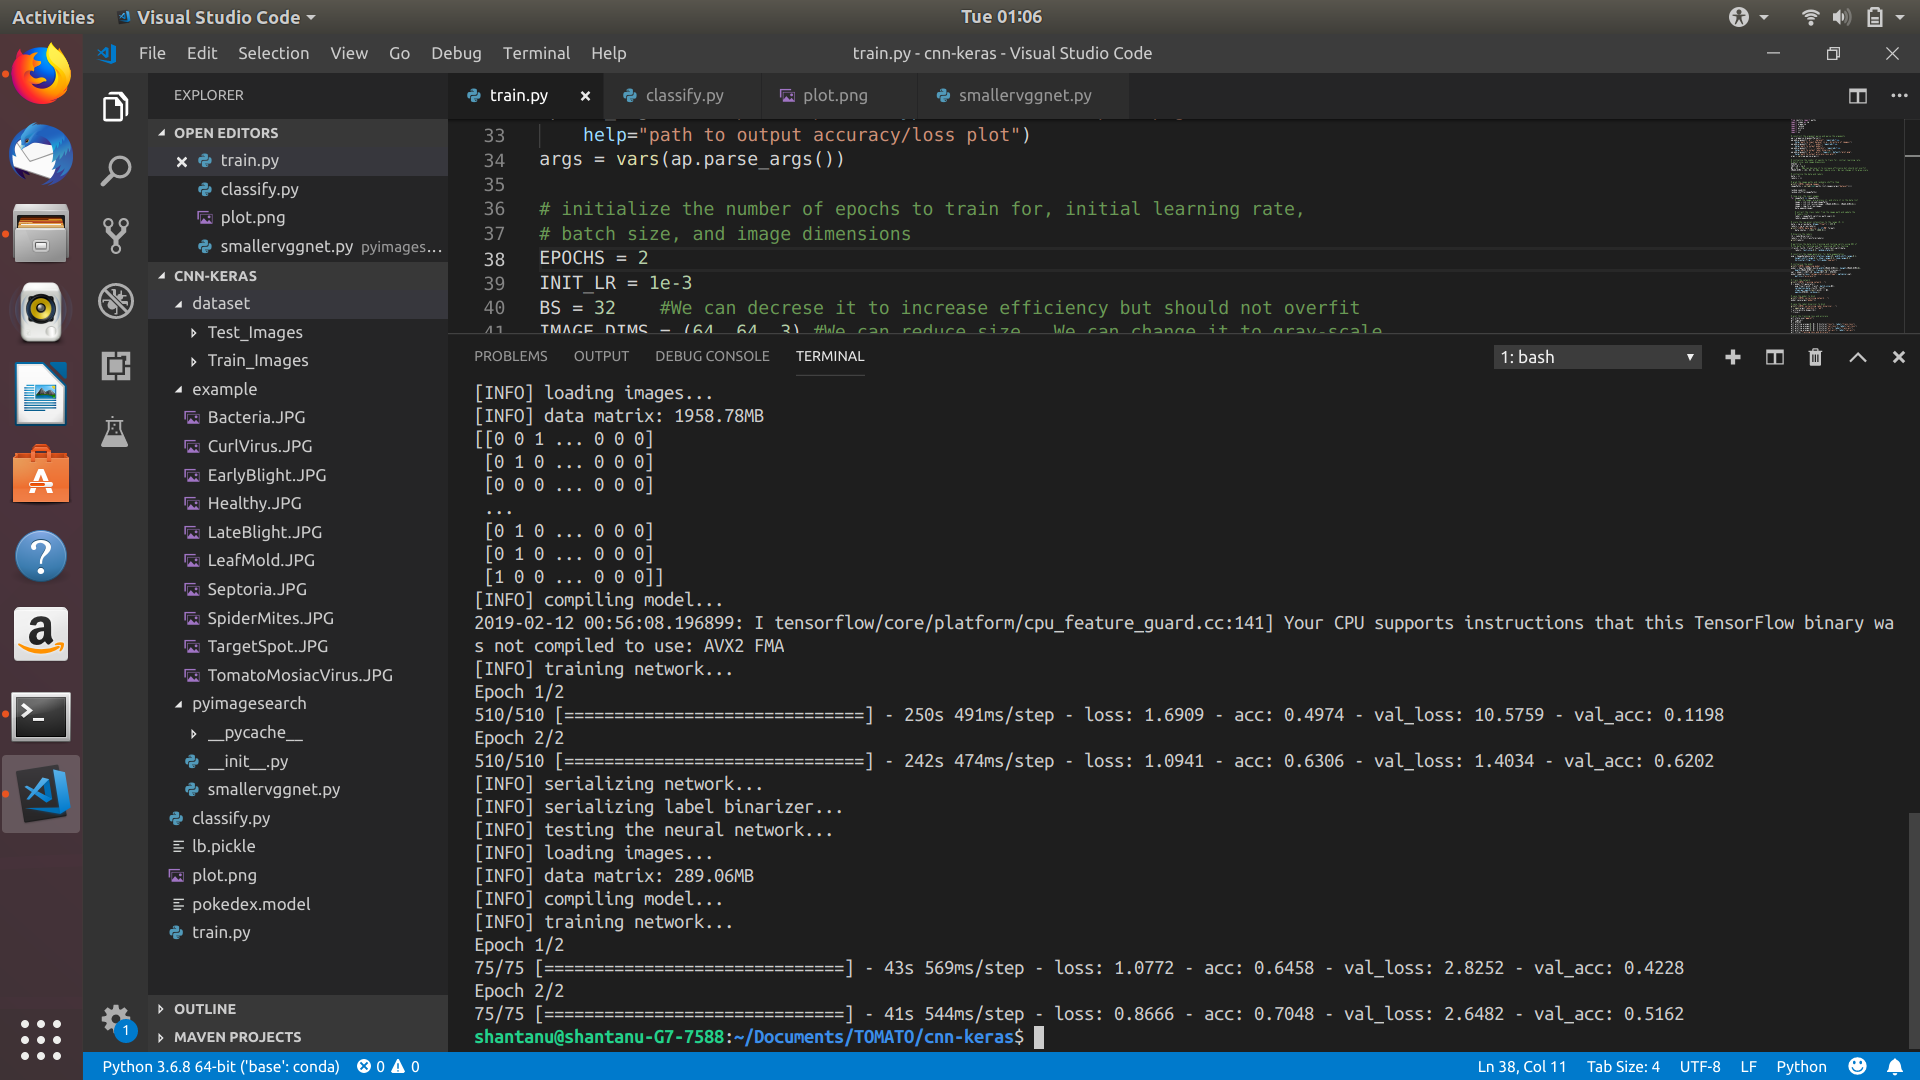 Activities
Visual Studio Code
Tue 01:06
File Edit Selection View Go Debug Terminal Help
train.py - cnn-keras - Visual Studio Code
EXPLORER
OPEN EDITORS
train.py
classify.py
plot.png
smallervggnet.py pyimages...
CNN-KERAS
dataset
Test_Images
Train_Images
example
Bacteria.JPG
CurlVirus.JPG
EarlyBlight.JPG
Healthy.JPG
LateBlight.JPG
LeafMold.JPG
Septoria.JPG
SpiderMites.JPG
TargetSpot.JPG
TomatoMosiacVirus.JPG
pyimagesearch
__pycache__
__init__.py
smallervggnet.py
classify.py
lb.pickle
plot.png
pokedex.model
train.py
OUTLINE
MAVEN PROJECTS
1
train.py classify.py plot.png smallervggnet.py
33 help="path to output accuracy/loss plot")
34 args = vars(ap.parse_args())
35
36 # initialize the number of epochs to train for, initial learning rate,
37 # batch size, and image dimensions
38 EPOCHS = 2
39 INIT_LR = 1e-3
40 BS = 32 #We can decrese it to increase efficiency but should not overfit
41 IMAGE_DIMS = (64, 64, 3) #We can reduce size . We can change it to gray-scale
PROBLEMS OUTPUT DEBUG CONSOLE TERMINAL
1: bash
[INFO] loading images...
[INFO] data matrix: 1958.78MB
[[0 0 1 ... 0 0 0]
[0 1 0 ... 0 0 0]
[0 0 0 ... 0 0 0]
...
[0 1 0 ... 0 0 0]
[0 1 0 ... 0 0 0]
[1 0 0 ... 0 0 0]]
[INFO] compiling model...
2019-02-12 00:56:08.196899: I tensorflow/core/platform/cpu_feature_guard.cc:141] Your CPU supports instructions that this TensorFlow binary wa
s not compiled to use: AVX2 FMA
[INFO] training network...
Epoch 1/2
510/510 [==============================] - 250s 491ms/step - loss: 1.6909 - acc: 0.4974 - val_loss: 10.5759 - val_acc: 0.1198
Epoch 2/2
510/510 [==============================] - 242s 474ms/step - loss: 1.0941 - acc: 0.6306 - val_loss: 1.4034 - val_acc: 0.6202
[INFO] serializing network...
[INFO] serializing label binarizer...
[INFO] testing the neural network...
[INFO] loading images...
[INFO] data matrix: 289.06MB
[INFO] compiling model...
[INFO] training network...
Epoch 1/2
75/75 [==============================] - 43s 569ms/step - loss: 1.0772 - acc: 0.6458 - val_loss: 2.8252 - val_acc: 0.4228
Epoch 2/2
75/75 [==============================] - 41s 544ms/step - loss: 0.8666 - acc: 0.7048 - val_loss: 2.6482 - val_acc: 0.5162
shantanu@shantanu-G7-7588:~/Documents/TOMATO/cnn-keras$
Python 3.6.8 64-bit ('base': conda) 0 0
Ln 38, Col 11 Tab Size: 4 UTF-8 LF Python